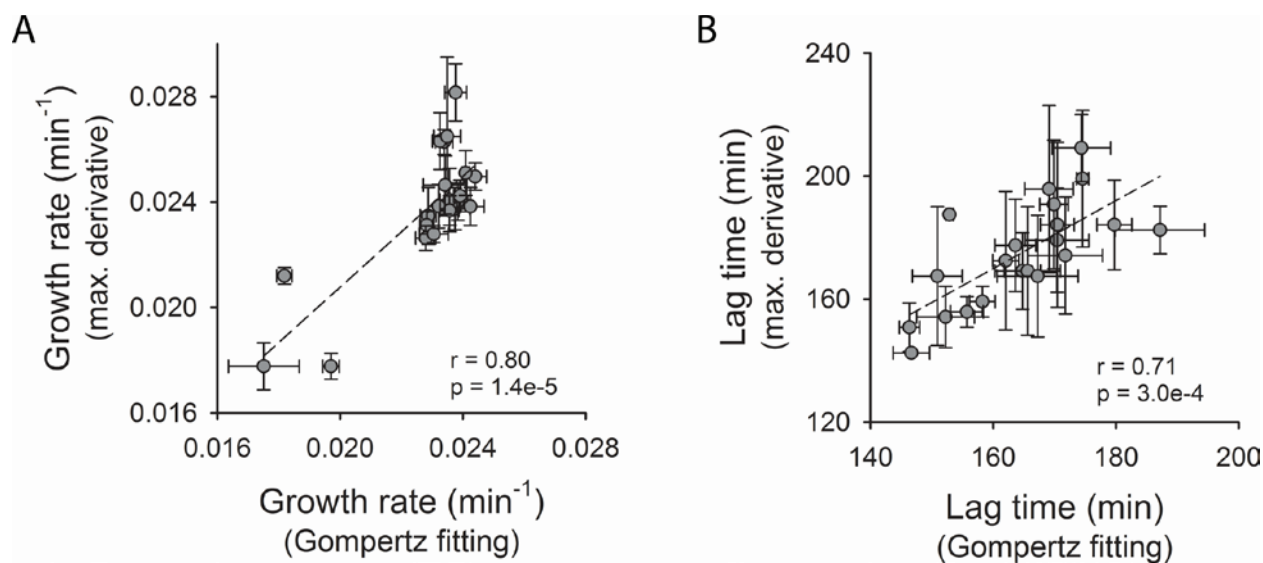 A
Growth rate (min⁻¹)
(max. derivative)
0.028
0.024
0.020
0.016
r = 0.80
p = 1.4e-5
0.016 0.020 0.024 0.028
Growth rate (min⁻¹)
(Gompertz fitting)
B
Lag time (min)
(max. derivative)
240
200
160
120
r = 0.71
p = 3.0e-4
140 160 180 200
Lag time (min)
(Gompertz fitting)